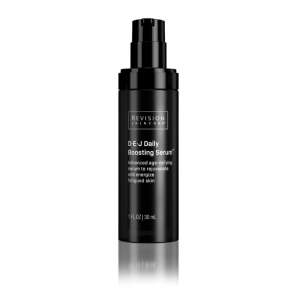 REVISION
SKINCARE®
D·E·J Daily
Boosting Serum™
Advanced age-defying
serum to rejuvenate
and energize
fatigued skin
1 FL OZ | 30 mL